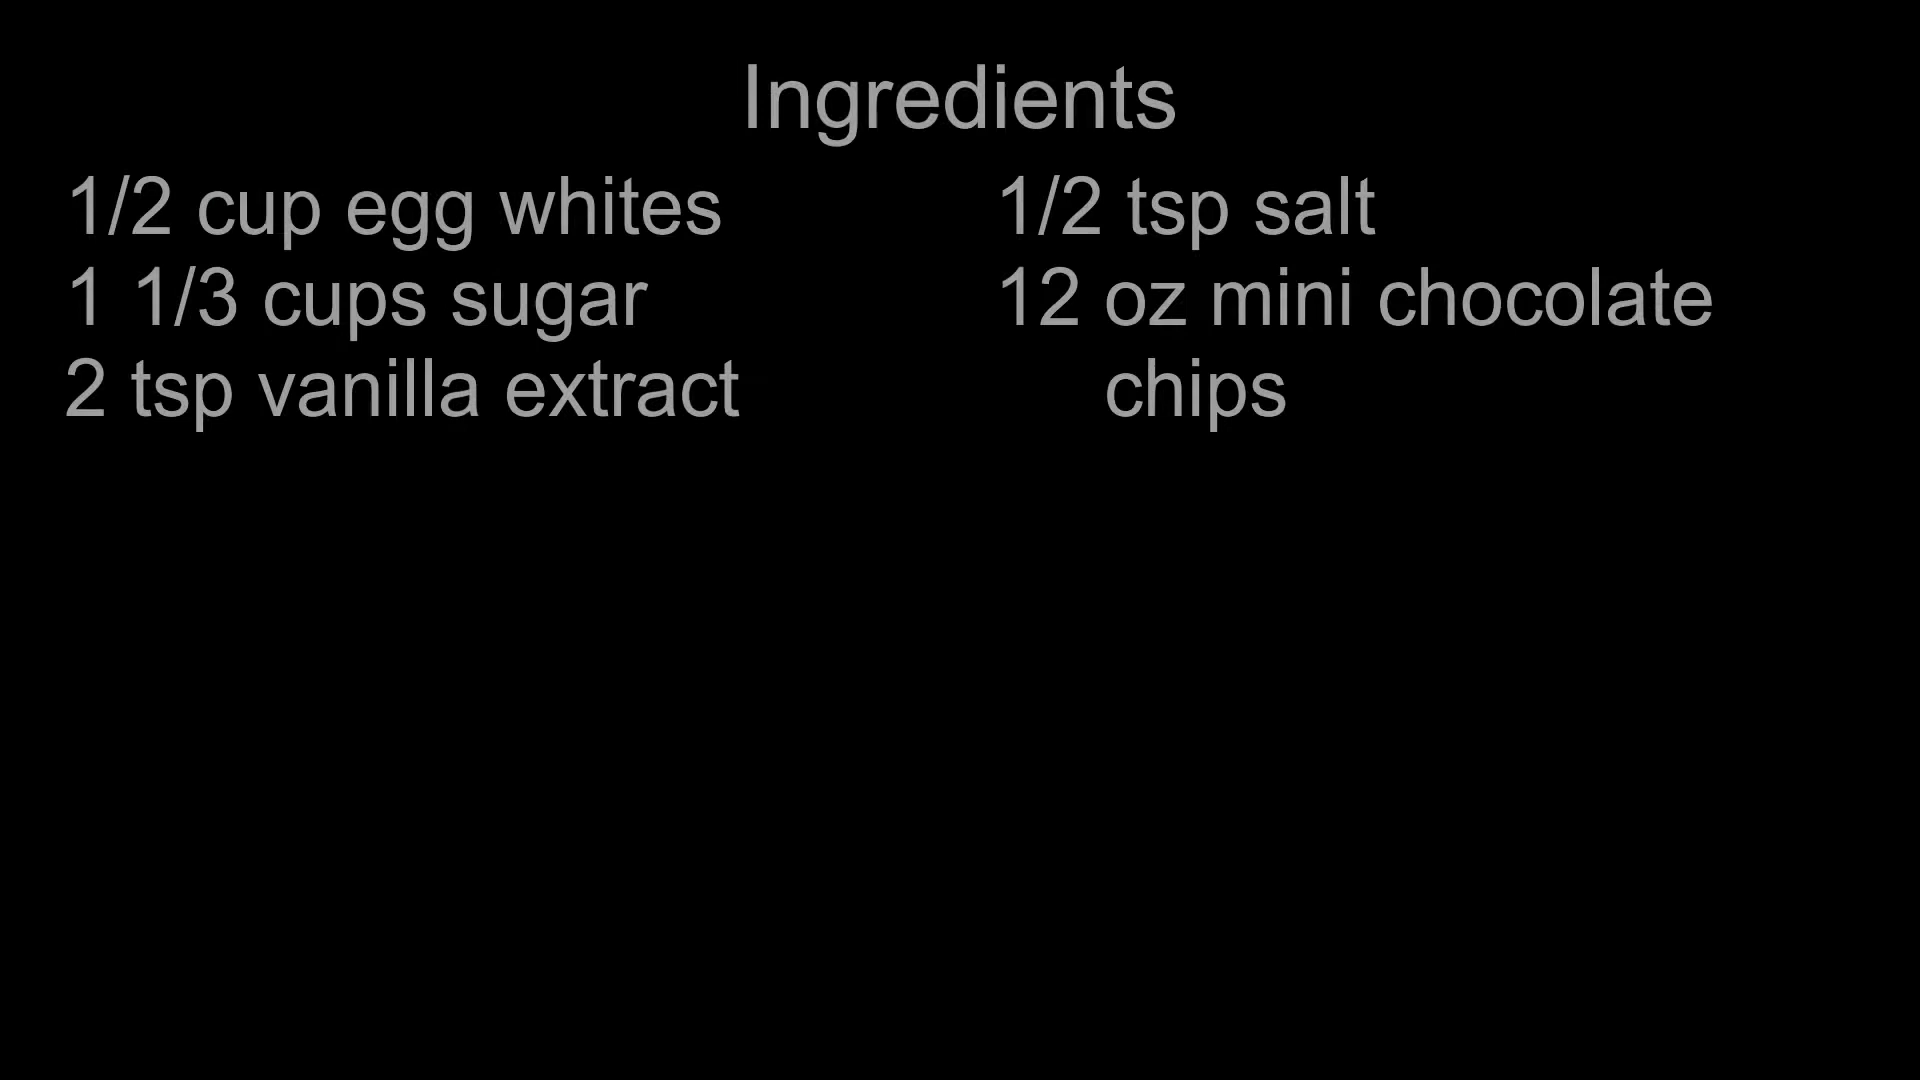 Ingredients
1/2 cup egg whites
1 1/3 cups sugar
2 tsp vanilla extract
1/2 tsp salt
12 oz mini chocolate
chips